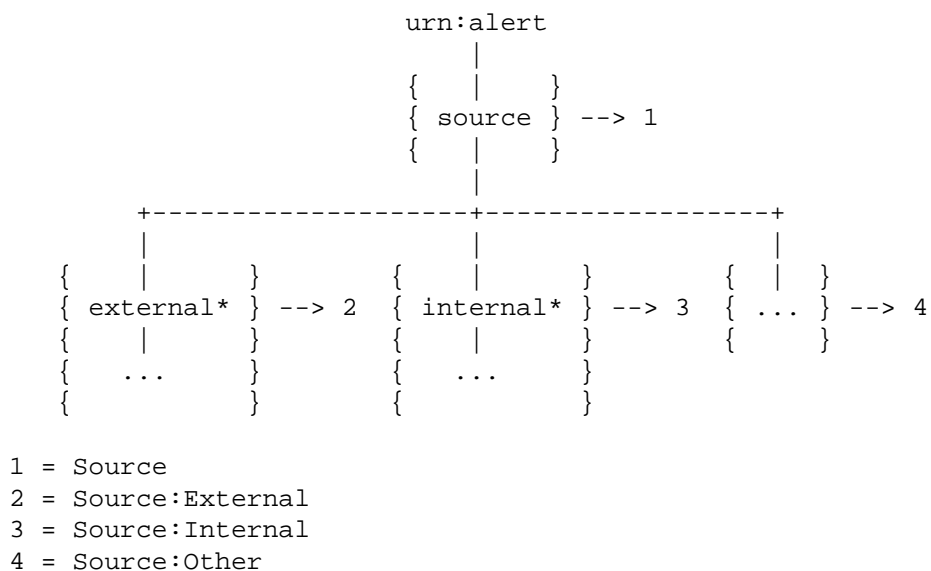 urn:alert
|
{ | }
{ source } --> 1
{ | }
|
+--------------------+------------------+
| | |
{ | } { | } { | }
{ external* } --> 2 { internal* } --> 3 { ... } --> 4
{ | } { | } { }
{ ... } { ... }
{ } { }
1 = Source
2 = Source:External
3 = Source:Internal
4 = Source:Other